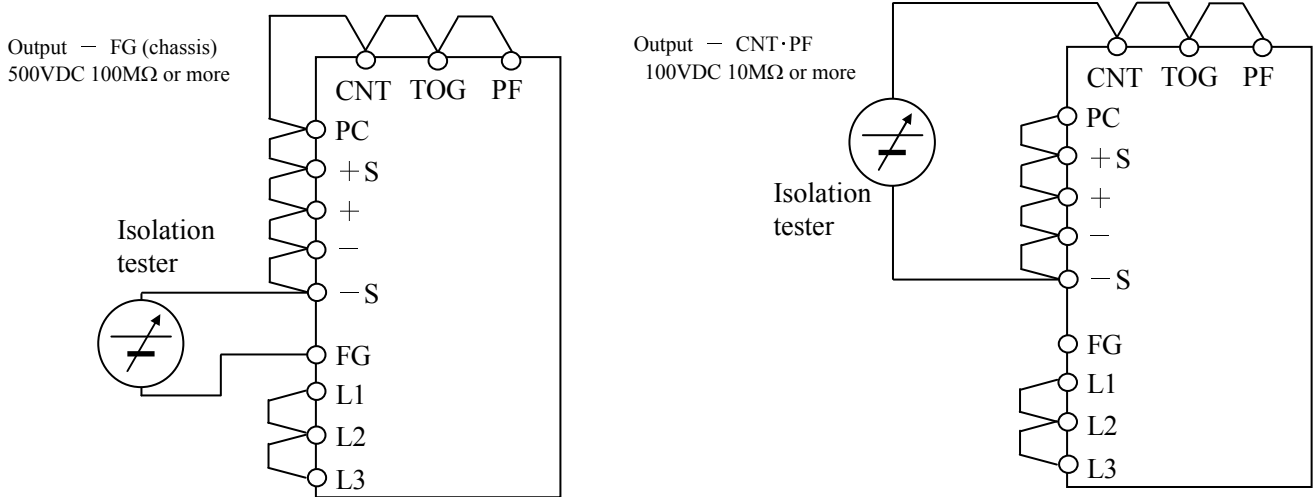 Output － FG (chassis)
500VDC 100MΩ or more
CNT TOG PF
PC
＋S
＋
－
－S
Isolation
tester
FG
L1
L2
L3
Output － CNT·PF
100VDC 10MΩ or more
CNT TOG PF
PC
＋S
＋
－
－S
Isolation
tester
FG
L1
L2
L3